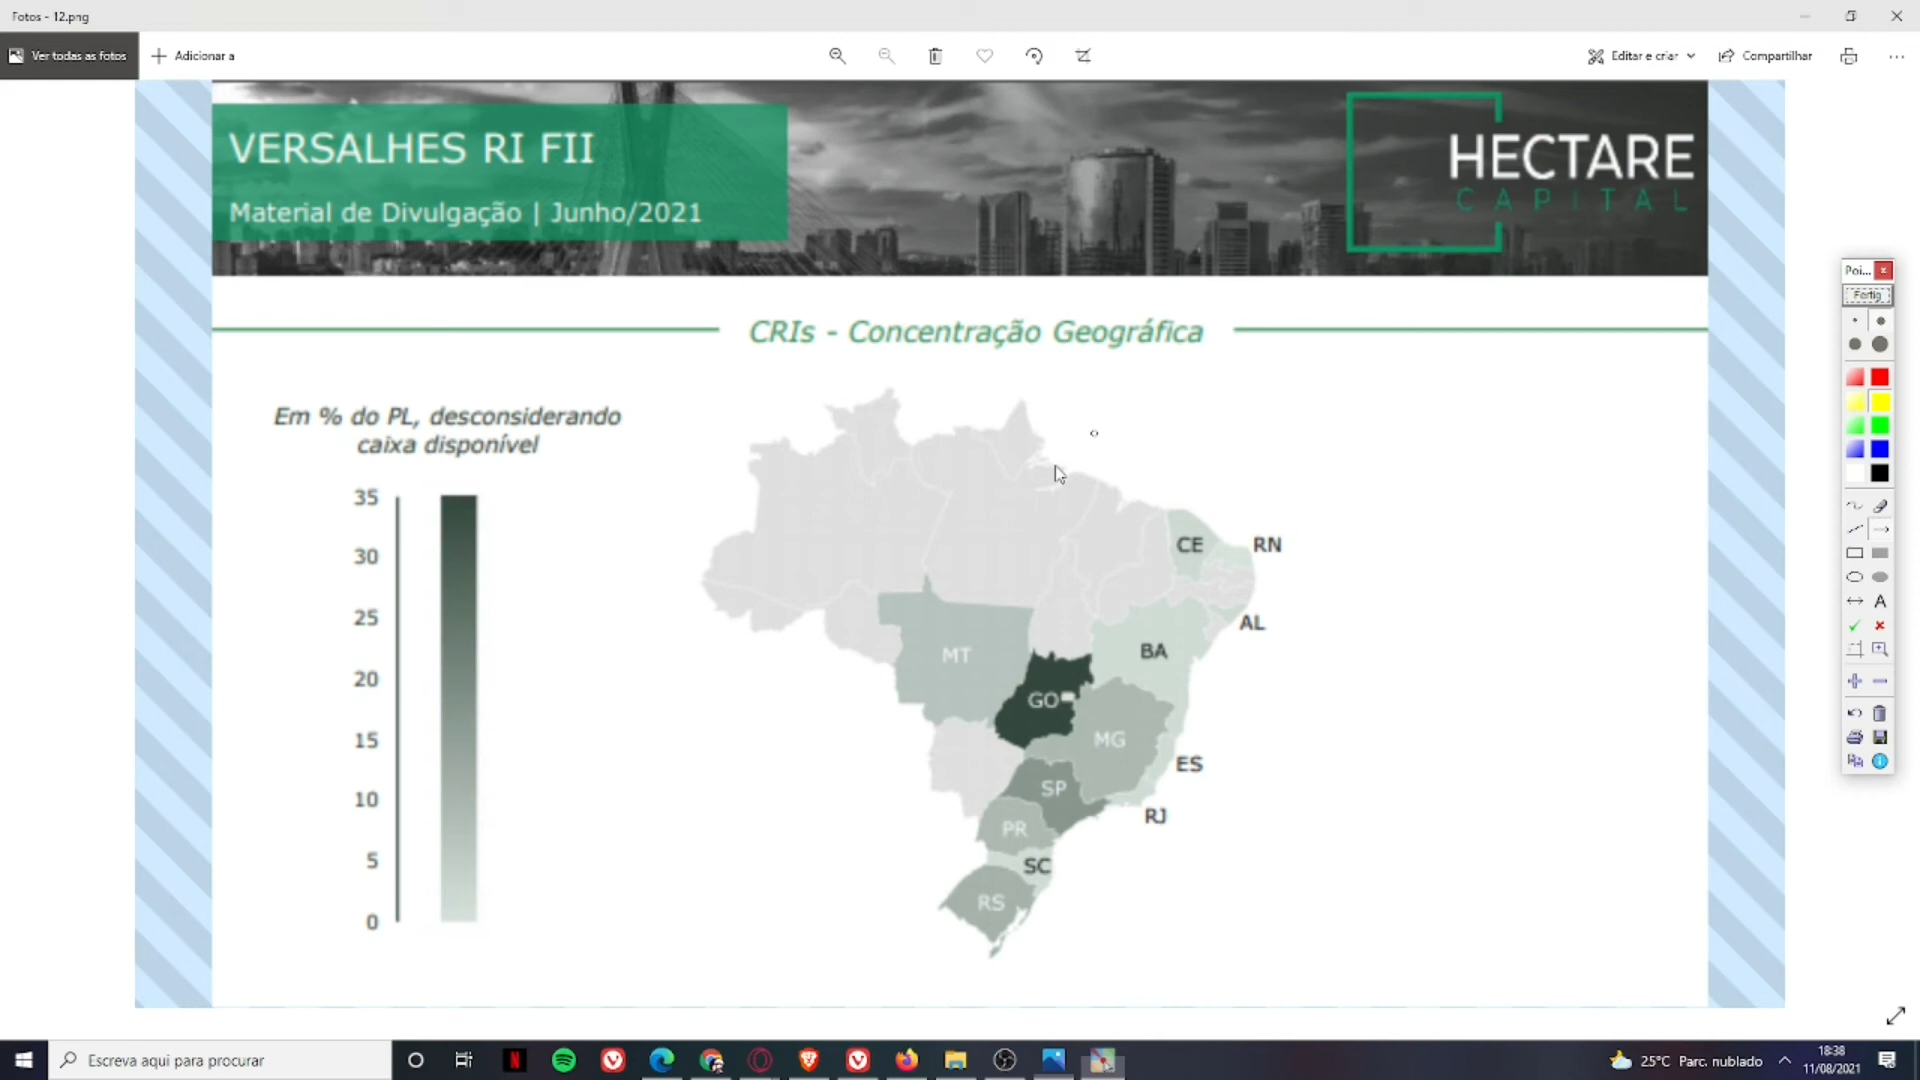 Fotos - 12.png
Ver todas as fotos
Adicionar a
Editar e criar
Compartilhar
VERSALHES RI FII
Material de Divulgação | Junho/2021
HECTARE
CAPITAL
CRIs - Concentração Geográfica
Em % do PL, desconsiderando
caixa disponível
35
30
25
20
15
10
5
0
CE
RN
AL
BA
MT
GO
MG
ES
SP
RJ
PR
SC
RS
Poi...
Fertig
A
Escreva aqui para procurar
25°C Parc. nublado
18:38
11/08/2021